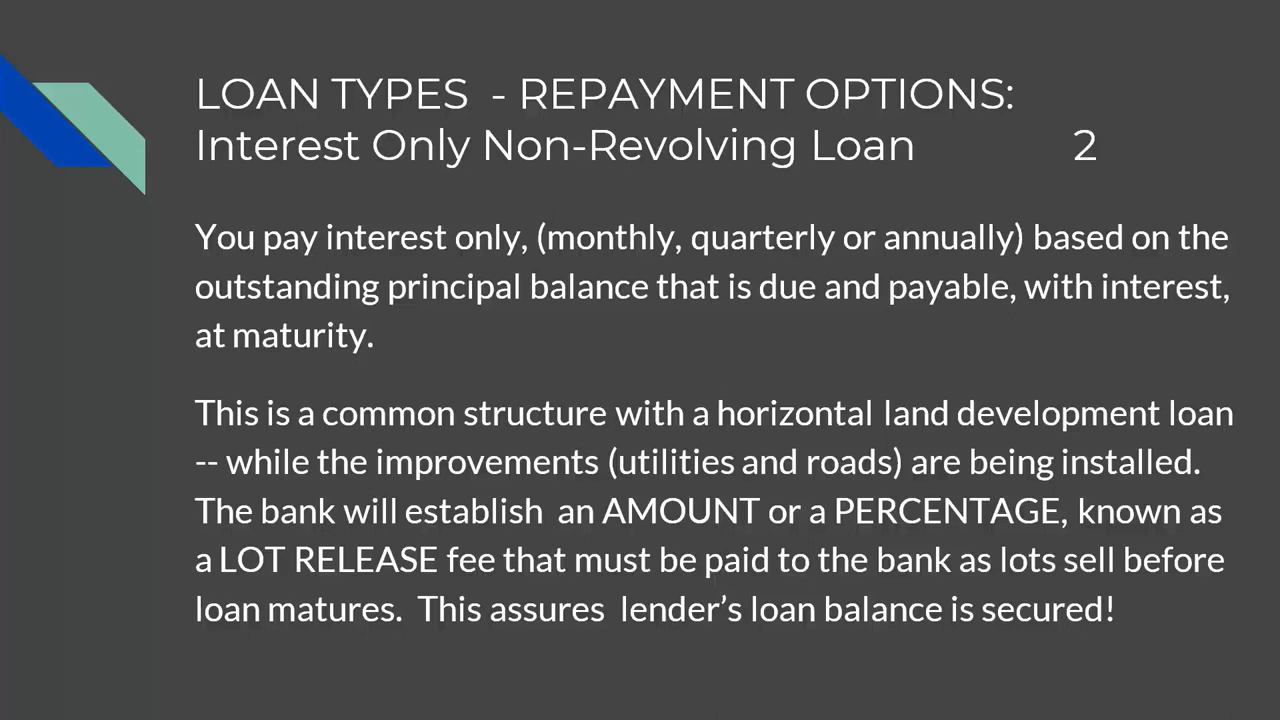 LOAN TYPES - REPAYMENT OPTIONS:
Interest Only Non-Revolving Loan 2
You pay interest only, (monthly, quarterly or annually) based on the
outstanding principal balance that is due and payable, with interest,
at maturity.
This is a common structure with a horizontal land development loan
-- while the improvements (utilities and roads) are being installed.
The bank will establish an AMOUNT or a PERCENTAGE, known as
a LOT RELEASE fee that must be paid to the bank as lots sell before
loan matures. This assures lender’s loan balance is secured!